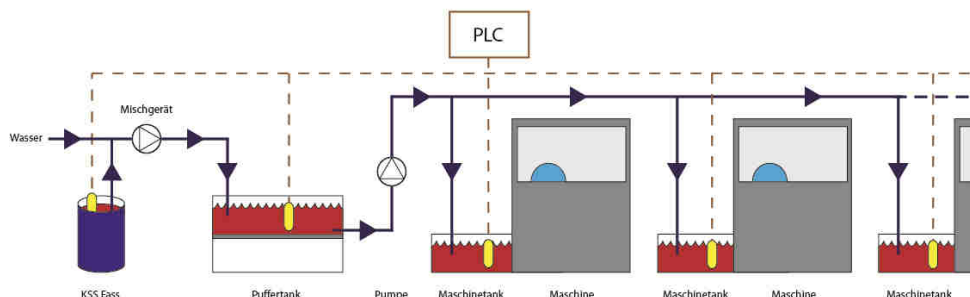 PLC
Mischgerät
Wasser
KSS Fass
Puffertank
Pumpe
Maschinetank
Maschine
Maschinetank
Maschine
Maschinetank